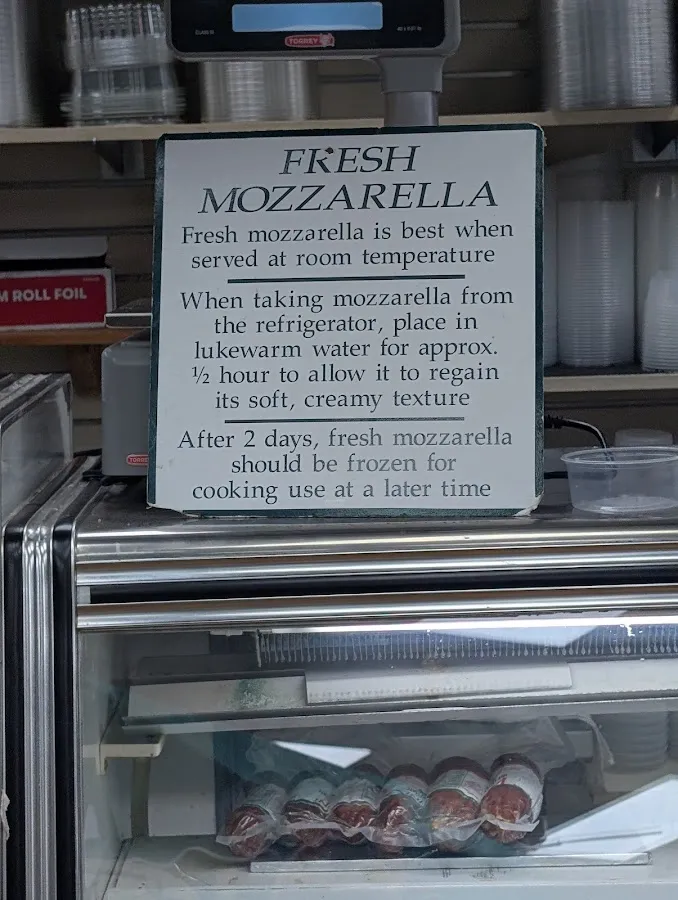 TORREY
FRESH
MOZZARELLA
Fresh mozzarella is best when
served at room temperature
When taking mozzarella from
the refrigerator, place in
lukewarm water for approx.
½ hour to allow it to regain
its soft, creamy texture
After 2 days, fresh mozzarella
should be frozen for
cooking use at a later time
M ROLL FOIL
TORREY